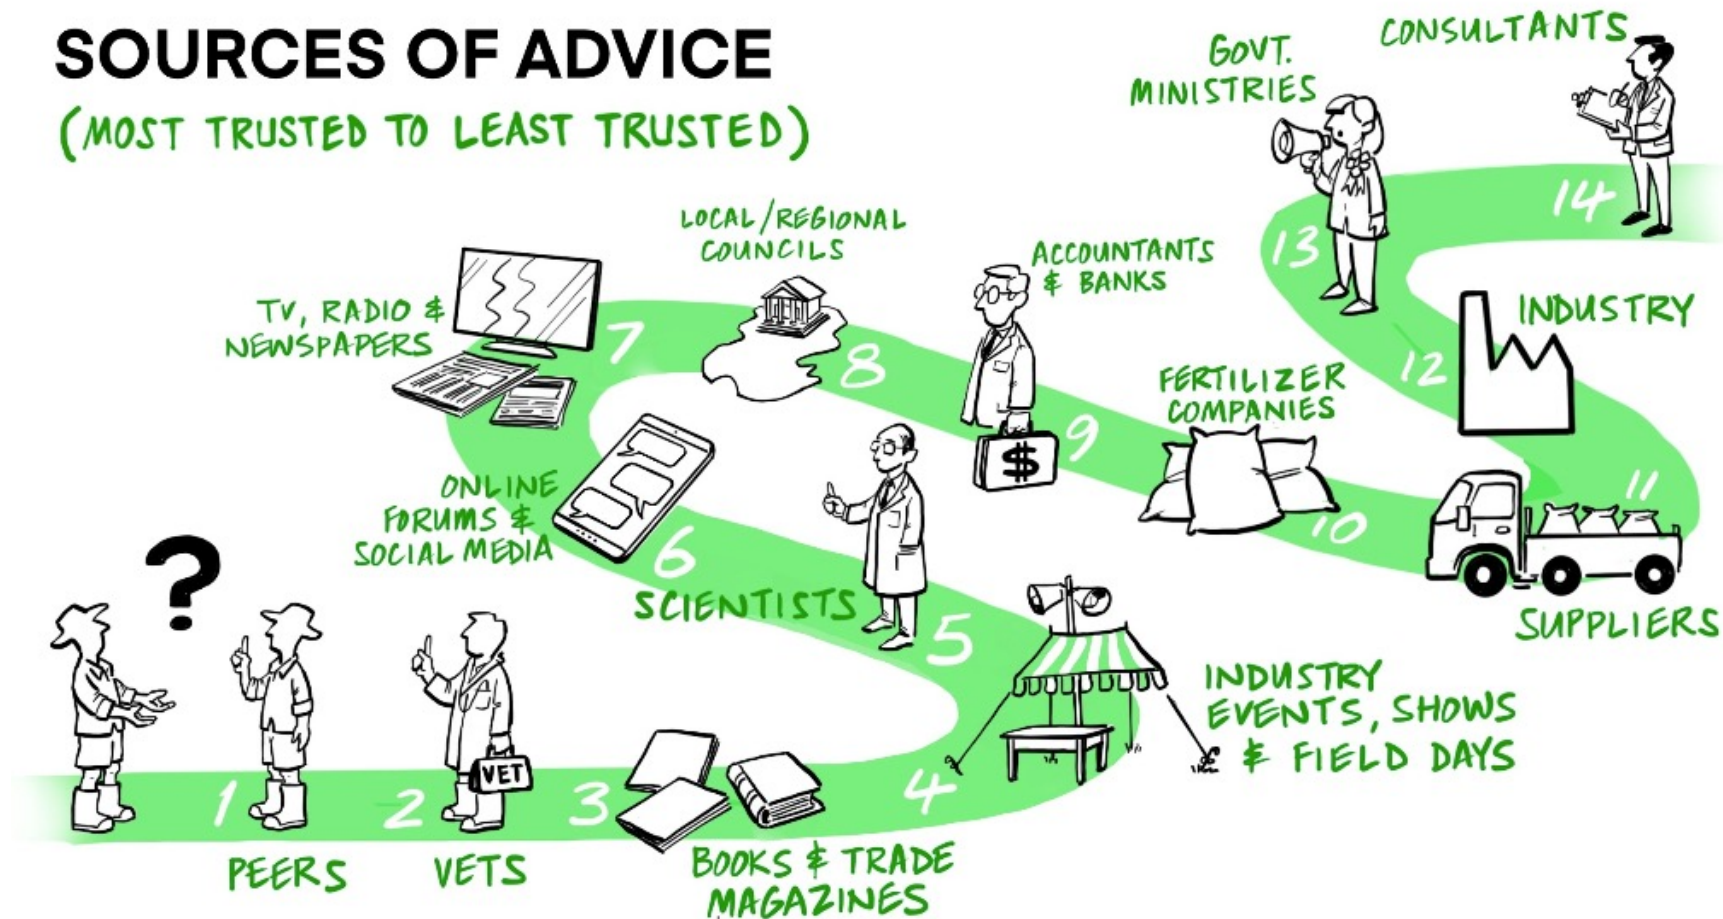 SOURCES OF ADVICE
(MOST TRUSTED TO LEAST TRUSTED)
?
1
PEERS
2
VET
VETS
3
BOOKS & TRADE
MAGAZINES
4
INDUSTRY
EVENTS, SHOWS
& FIELD DAYS
5
SCIENTISTS
6
ONLINE
FORUMS &
SOCIAL MEDIA
7
TV, RADIO &
NEWSPAPERS
8
LOCAL/REGIONAL
COUNCILS
9
ACCOUNTANTS
& BANKS
$
10
FERTILIZER
COMPANIES
11
SUPPLIERS
12
INDUSTRY
13
GOVT.
MINISTRIES
14
CONSULTANTS